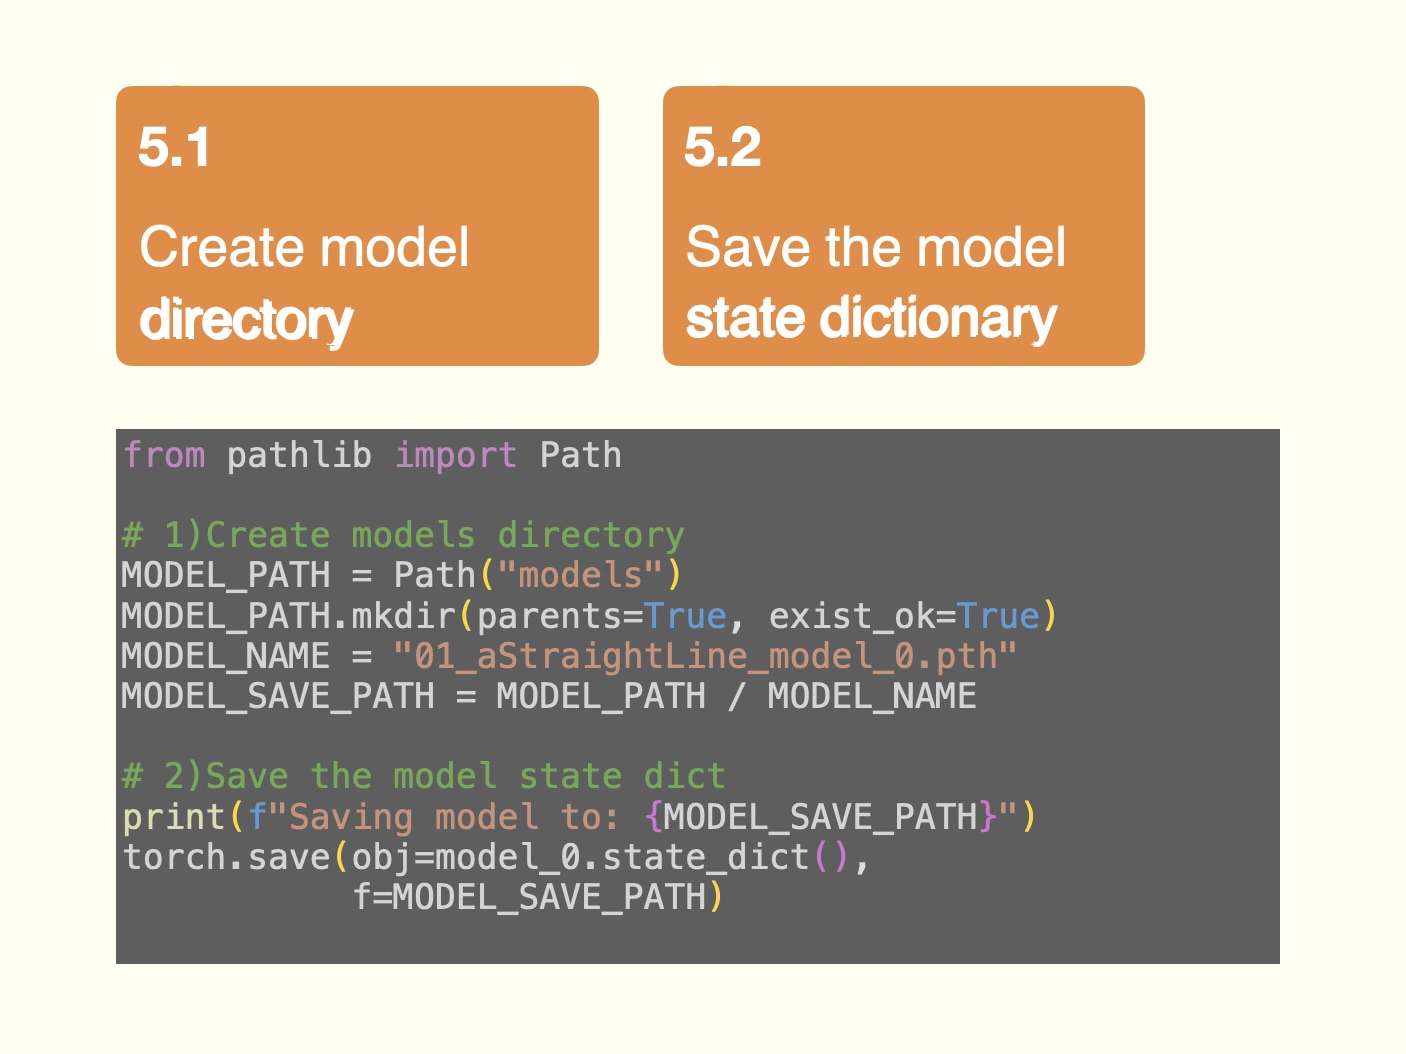 5.1
Create model
directory
5.2
Save the model
state dictionary
from pathlib import Path
# 1)Create models directory
MODEL_PATH = Path("models")
MODEL_PATH.mkdir(parents=True, exist_ok=True)
MODEL_NAME = "01_aStraightLine_model_0.pth"
MODEL_SAVE_PATH = MODEL_PATH / MODEL_NAME
# 2)Save the model state dict
print(f"Saving model to: {MODEL_SAVE_PATH}")
torch.save(obj=model_0.state_dict(),
           f=MODEL_SAVE_PATH)